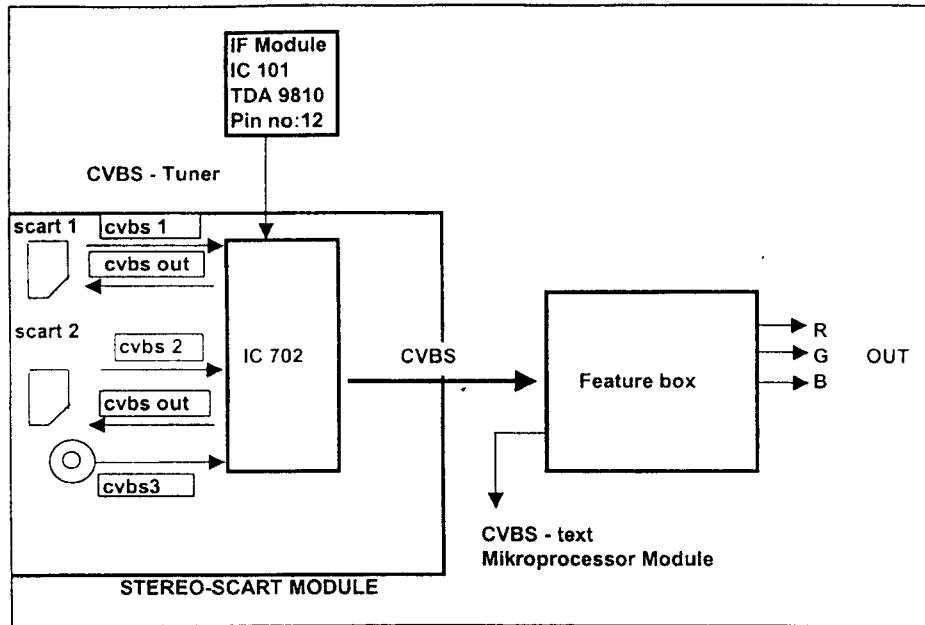 IF Module
IC 101
TDA 9810
Pin no:12
CVBS - Tuner
scart 1
cvbs 1
cvbs out
scart 2
cvbs 2
cvbs out
cvbs3
IC 702
CVBS
Feature box
R
G
B
OUT
CVBS - text
Mikroprocessor Module
STEREO-SCART MODULE